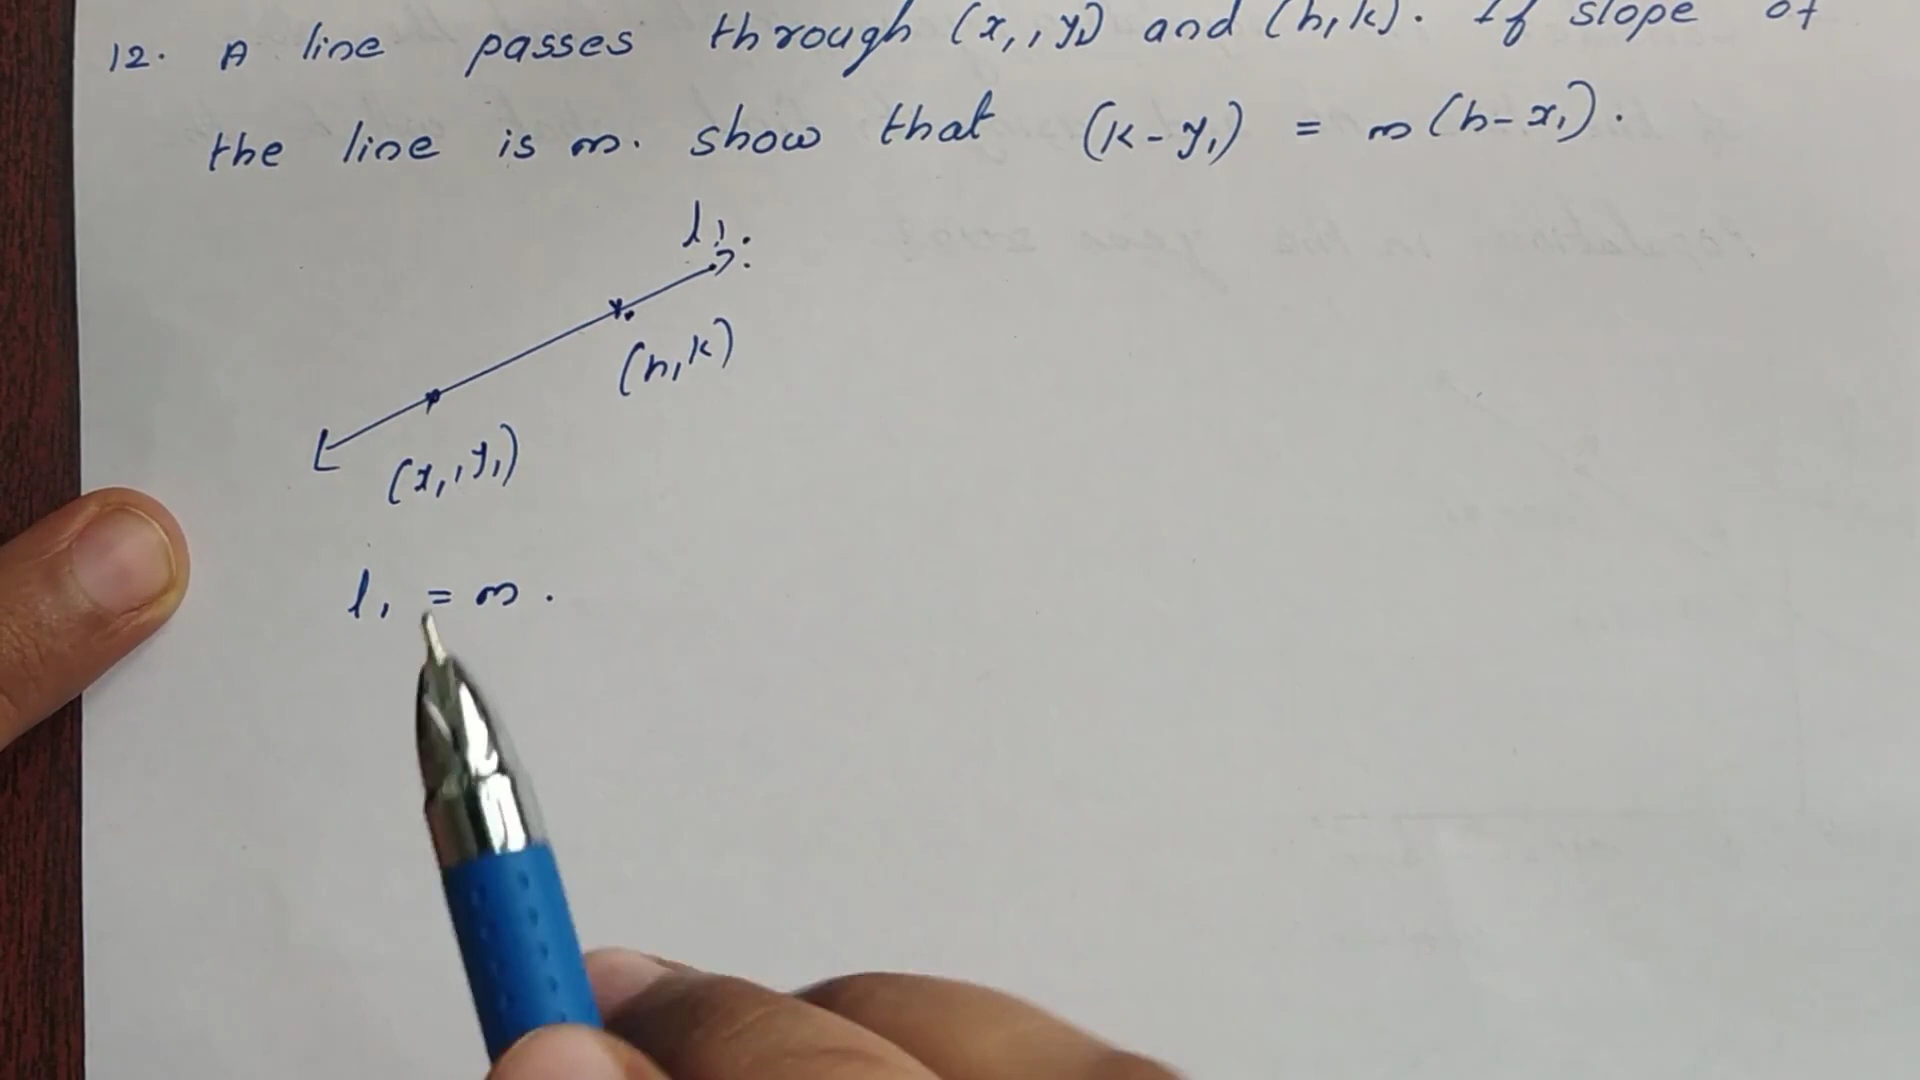 12. A line passes through (x₁, y₁) and (h,k). If slope of
the line is m. show that (k-y₁) = m(h-x₁).
l₁.
(h,k)
(x₁,y₁)
l₁ = m.